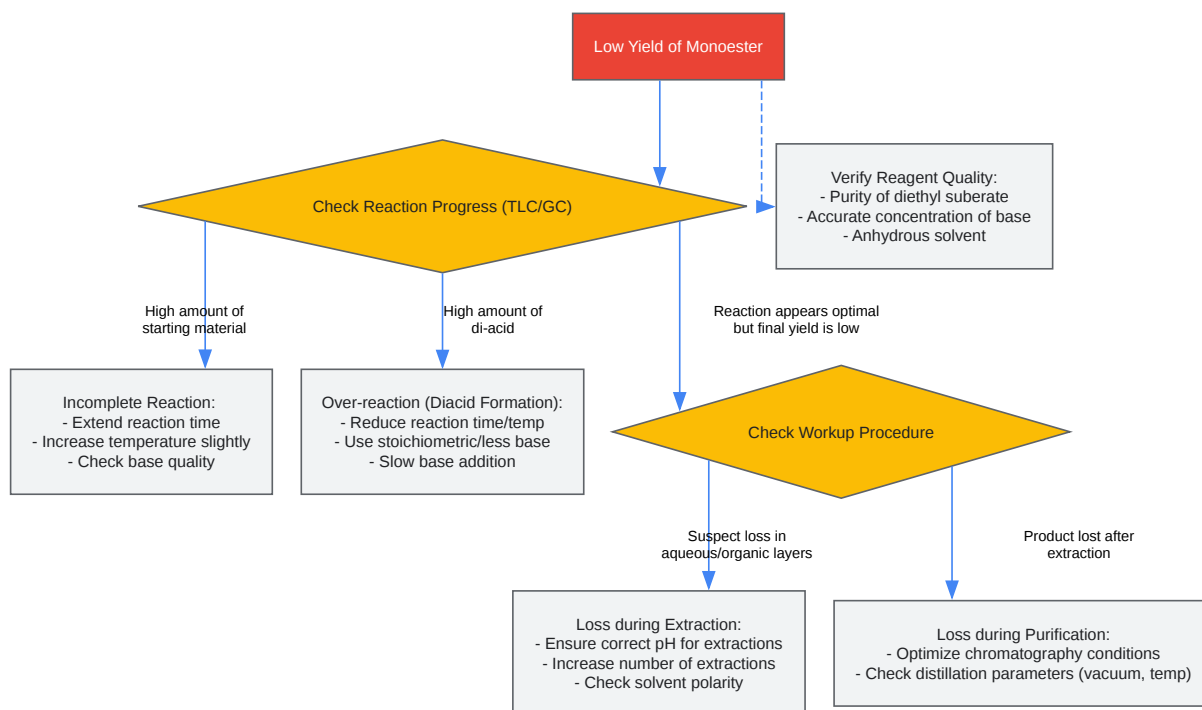 Low Yield of Monoester
Check Reaction Progress (TLC/GC)
Verify Reagent Quality:
- Purity of diethyl suberate
- Accurate concentration of base
- Anhydrous solvent
High amount of
starting material
High amount of
di-acid
Reaction appears optimal
but final yield is low
Incomplete Reaction:
- Extend reaction time
- Increase temperature slightly
- Check base quality
Over-reaction (Diacid Formation):
- Reduce reaction time/temp
- Use stoichiometric/less base
- Slow base addition
Check Workup Procedure
Suspect loss in
aqueous/organic layers
Product lost after
extraction
Loss during Extraction:
- Ensure correct pH for extractions
- Increase number of extractions
- Check solvent polarity
Loss during Purification:
- Optimize chromatography conditions
- Check distillation parameters (vacuum, temp)